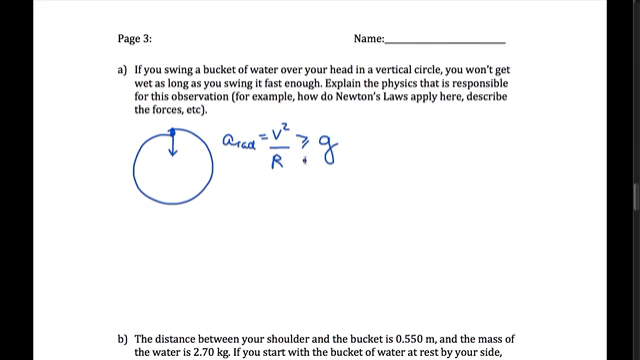 Page 3: Name:
a) If you swing a bucket of water over your head in a vertical circle, you won't get
wet as long as you swing it fast enough. Explain the physics that is responsible
for this observation (for example, how do Newton's Laws apply here, describe
the forces, etc).
a_rad = v²/R ≥ g
b) The distance between your shoulder and the bucket is 0.550 m, and the mass of
the water is 2.70 kg. If you start with the bucket of water at rest by your side,